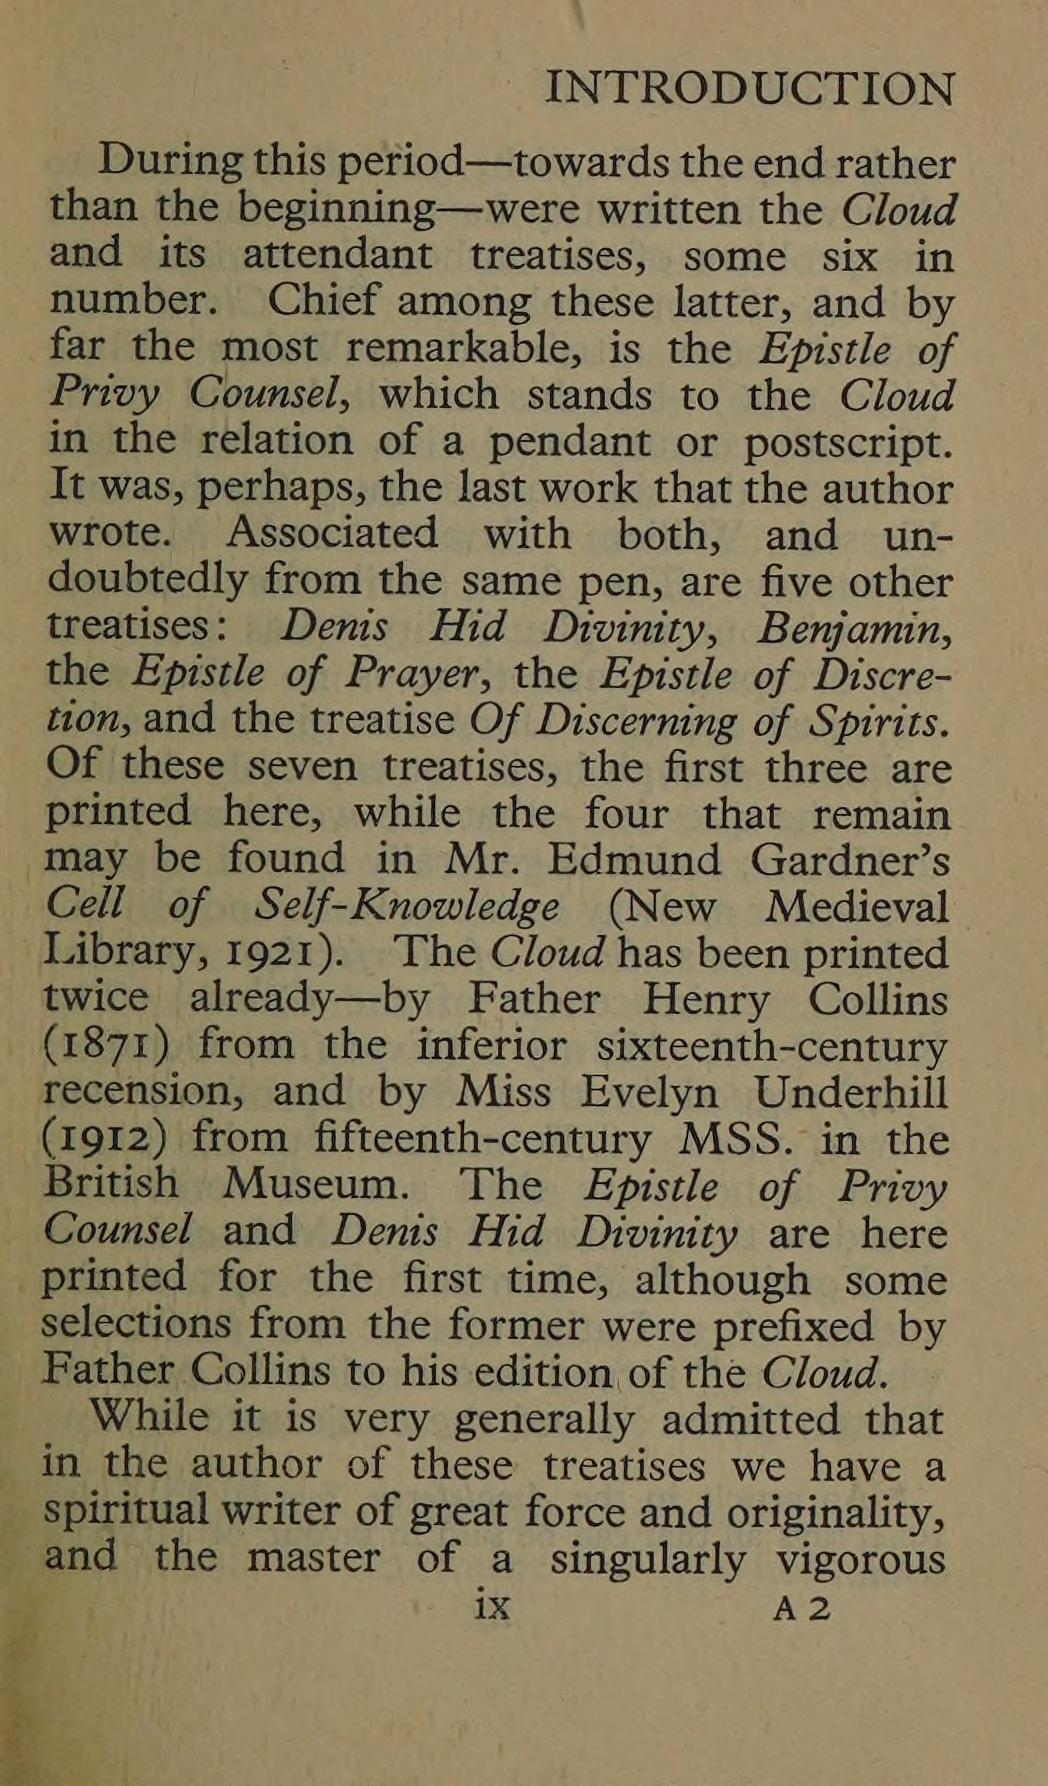 INTRODUCTION
During this period—towards the end rather
than the beginning—were written the Cloud
and its attendant treatises, some six in
number. Chief among these latter, and by
far the most remarkable, is the Epistle of
Privy Counsel, which stands to the Cloud
in the relation of a pendant or postscript.
It was, perhaps, the last work that the author
wrote. Associated with both, and un-
doubtedly from the same pen, are five other
treatises: Denis Hid Divinity, Benjamin,
the Epistle of Prayer, the Epistle of Discre-
tion, and the treatise Of Discerning of Spirits.
Of these seven treatises, the first three are
printed here, while the four that remain
may be found in Mr. Edmund Gardner's
Cell of Self-Knowledge (New Medieval
Library, 1921). The Cloud has been printed
twice already—by Father Henry Collins
(1871) from the inferior sixteenth-century
recension, and by Miss Evelyn Underhill
(1912) from fifteenth-century MSS. in the
British Museum. The Epistle of Privy
Counsel and Denis Hid Divinity are here
printed for the first time, although some
selections from the former were prefixed by
Father Collins to his edition of the Cloud.
While it is very generally admitted that
in the author of these treatises we have a
spiritual writer of great force and originality,
and the master of a singularly vigorous
ix A 2